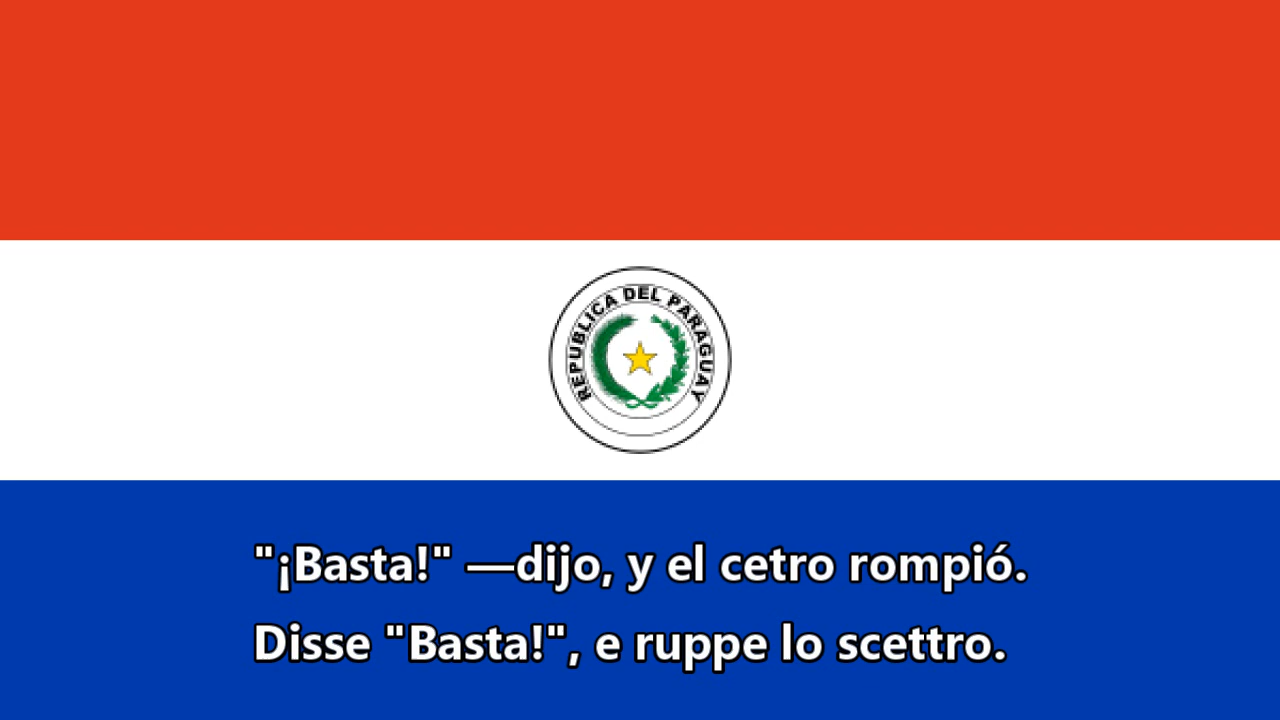 REPUBLICA DEL PARAGUAY
"¡Basta!" —dijo, y el cetro rompió.
Disse "Basta!", e ruppe lo scettro.